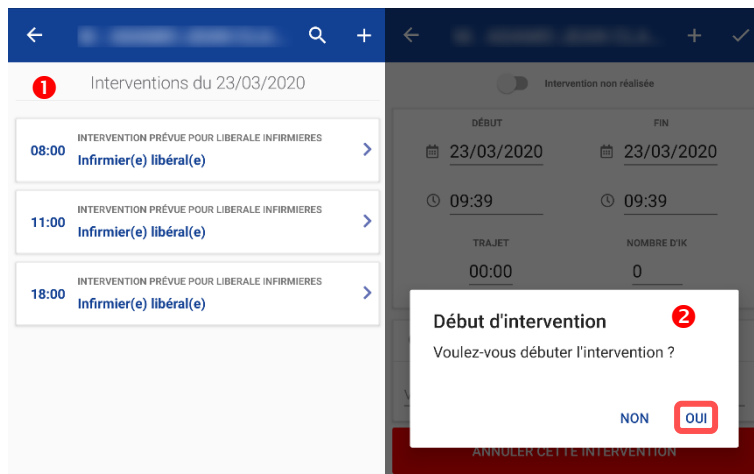 1
Interventions du 23/03/2020
08:00
INTERVENTION PRÉVUE POUR LIBERALE INFIRMIERES
Infirmier(e) libéral(e)
11:00
INTERVENTION PRÉVUE POUR LIBERALE INFIRMIERES
Infirmier(e) libéral(e)
18:00
INTERVENTION PRÉVUE POUR LIBERALE INFIRMIERES
Infirmier(e) libéral(e)
Intervention non réalisée
DÉBUT FIN
23/03/2020 23/03/2020
09:39 09:39
TRAJET NOMBRE D'IK
00:00 0
2
Début d'intervention
Voulez-vous débuter l'intervention ?
NON OUI
ANNULER CETTE INTERVENTION